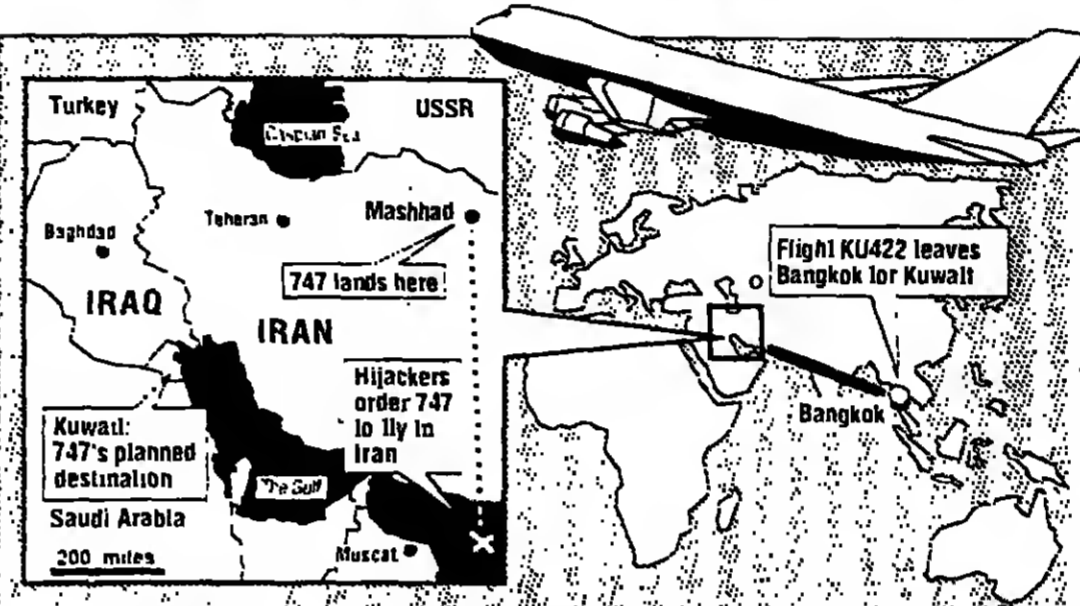 Turkey
USSR
Caspian Sea
Mashhad
Teheran
Baghdad
747 lands here
IRAQ
IRAN
Hijackers
order 747
to fly in
Iran
Kuwait:
747's planned
destination
The Gulf
Saudi Arabia
Muscat
200 miles
Flight KU422 leaves
Bangkok for Kuwait
Bangkok